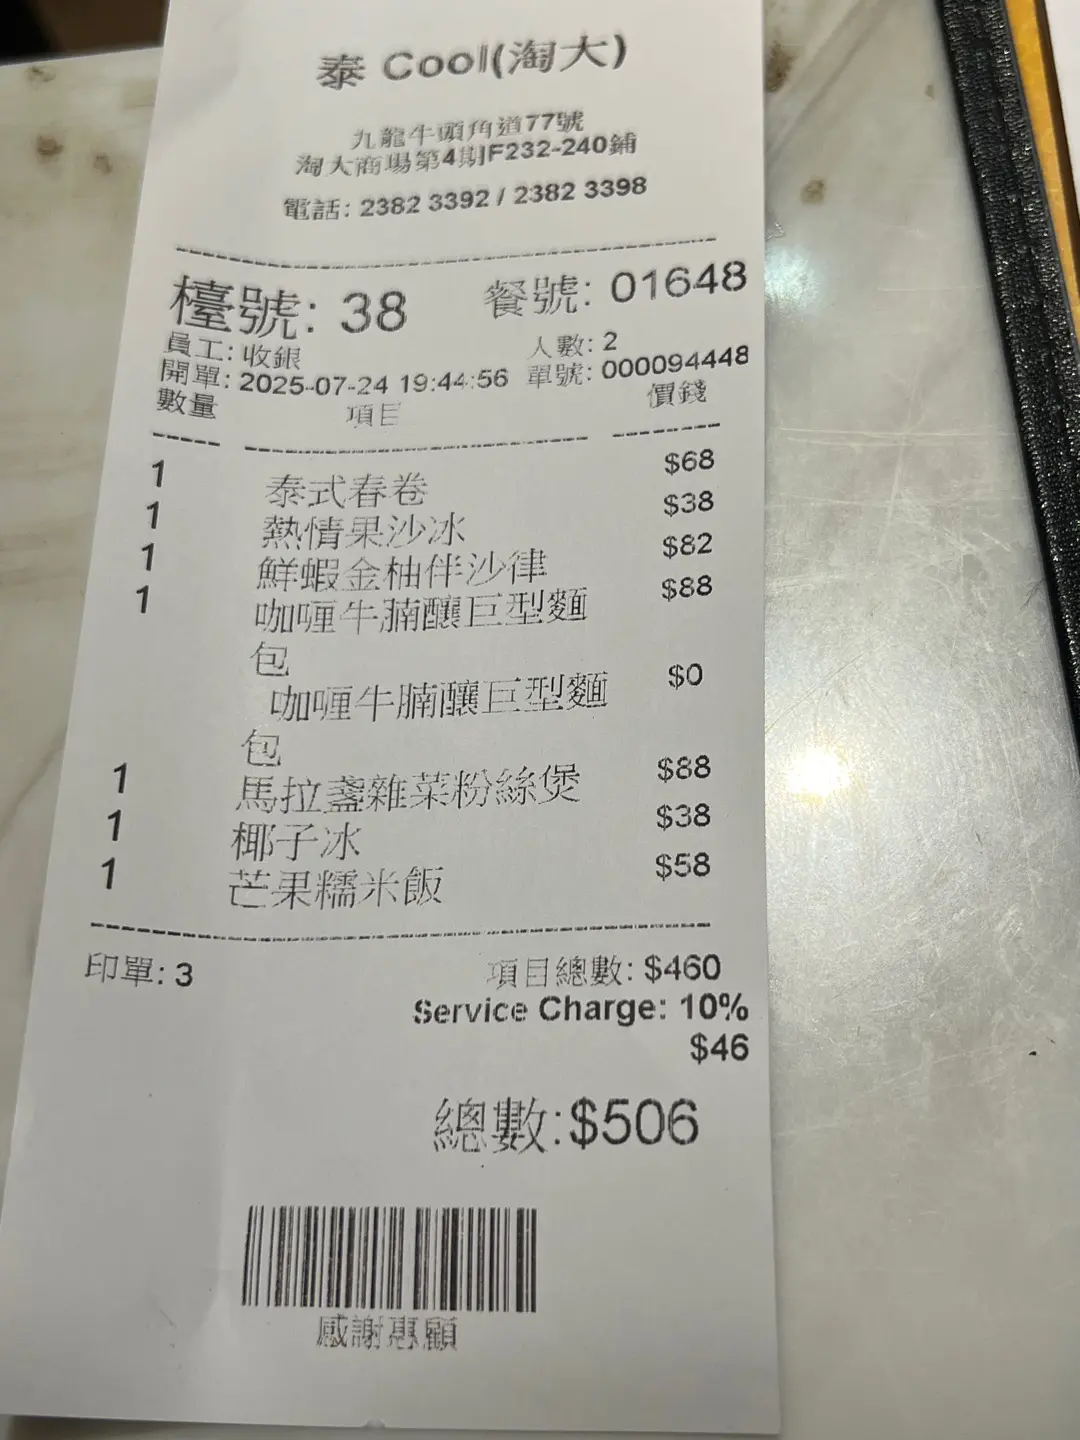 泰 Cool(淘大)
九龍牛頭角道77號
淘大商場第4期F232-240鋪
電話: 2382 3392 / 2382 3398
檯號: 38 餐號: 01648
員工: 收銀 人數: 2
開單: 2025-07-24 19:44:56 單號: 000094448
數量 項目 價錢
1 泰式春卷 $68
1 熱情果沙冰 $38
1 鮮蝦金柚伴沙律 $82
1 咖喱牛腩釀巨型麵 $88
包
咖喱牛腩釀巨型麵 $0
包
1 馬拉盞雜菜粉絲煲 $88
1 椰子冰 $38
1 芒果糯米飯 $58
印單: 3 項目總數: $460
Service Charge: 10%
$46
總數:$506
感謝惠顧